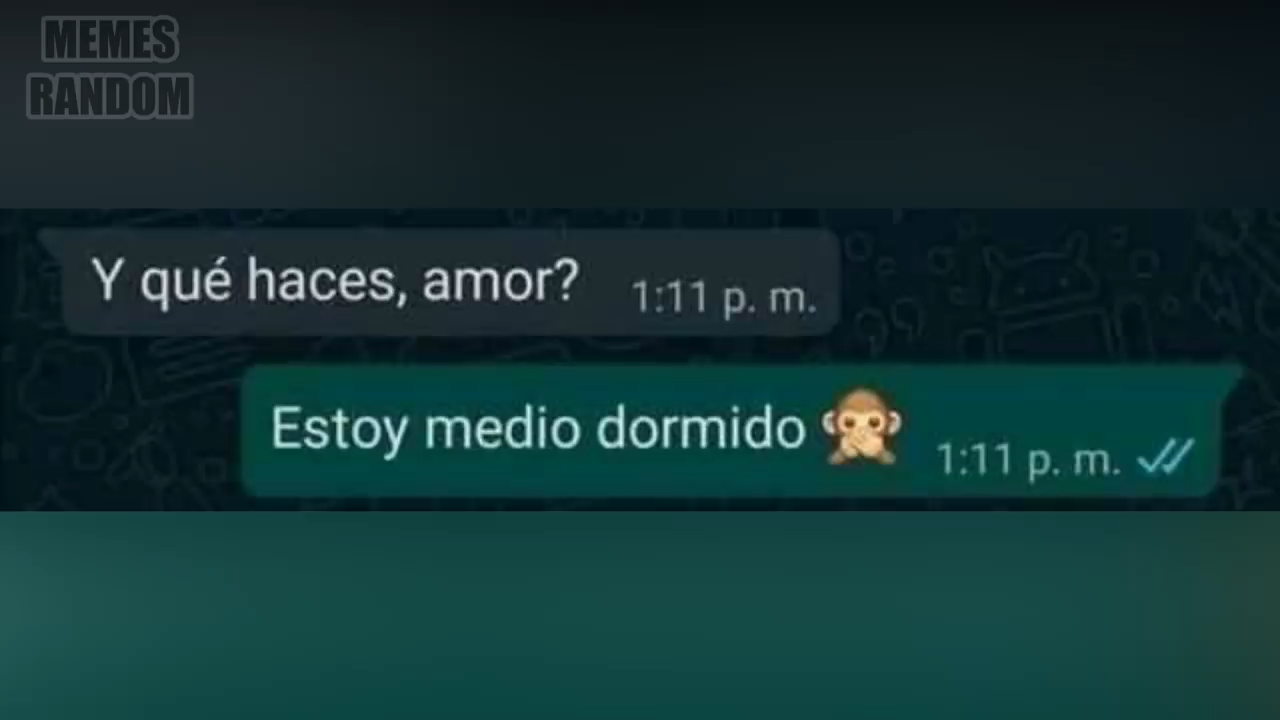 MEMES
RANDOM
Y qué haces, amor? 1:11 p. m.
Estoy medio dormido 🙊 1:11 p. m.